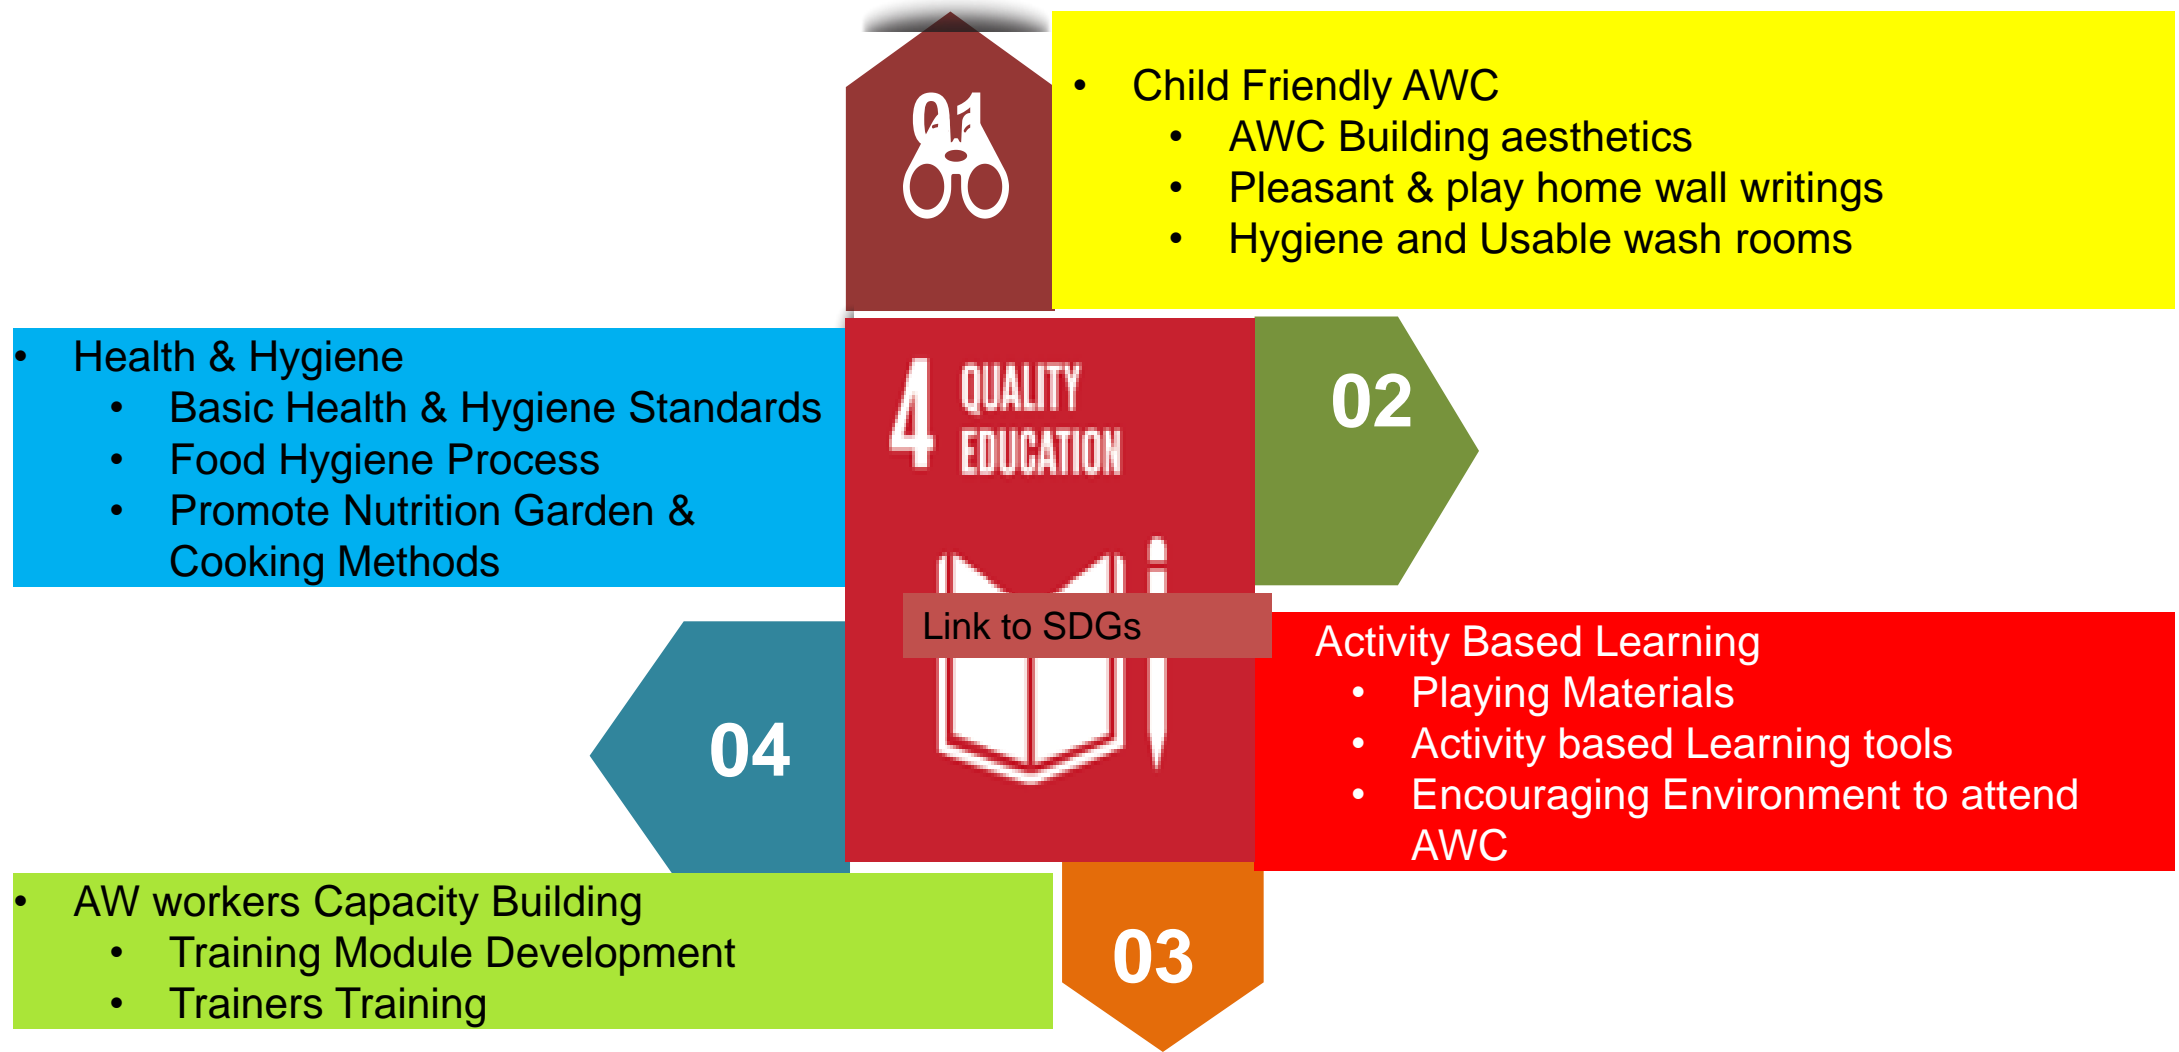 01
• Child Friendly AWC
• AWC Building aesthetics
• Pleasant & play home wall writings
• Hygiene and Usable wash rooms
• Health & Hygiene
• Basic Health & Hygiene Standards
• Food Hygiene Process
• Promote Nutrition Garden &
Cooking Methods
4 QUALITY
EDUCATION
Link to SDGs
02
Activity Based Learning
• Playing Materials
• Activity based Learning tools
• Encouraging Environment to attend
AWC
04
• AW workers Capacity Building
• Training Module Development
• Trainers Training
03